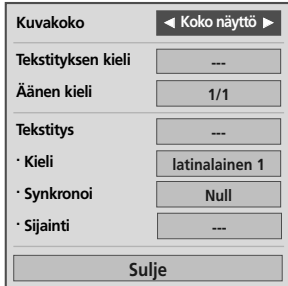 Kuvakoko ◀ Koko näyttö ▶
Tekstityksen kieli ---
Äänen kieli 1/1
Tekstitys ---
· Kieli latinalainen 1
· Synkronoi Null
· Sijainti ---
Sulje